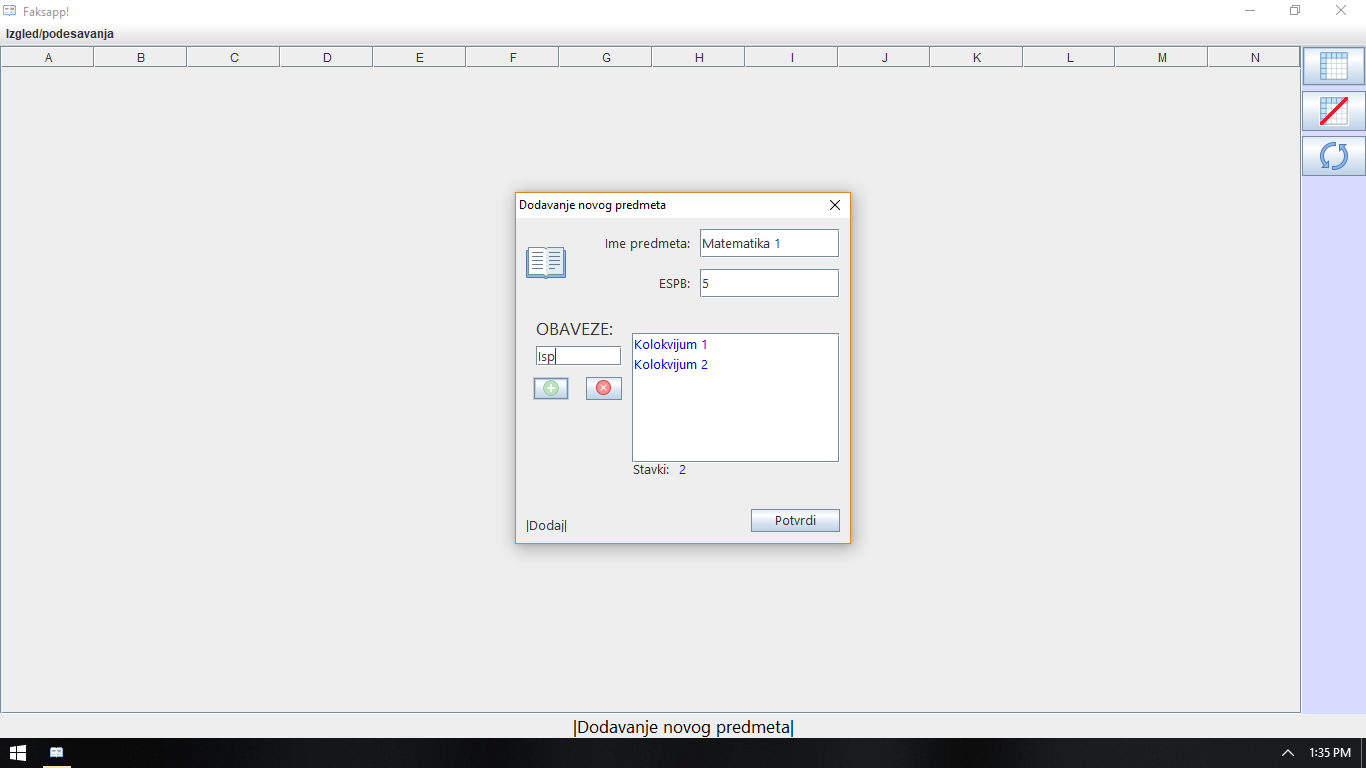 Faksapp!
Izgled/podesavanja
A B C D E F G H I J K L M N
Dodavanje novog predmeta
Ime predmeta: Matematika 1
ESPB: 5
OBAVEZE:
Isp
Kolokvijum 1
Kolokvijum 2
Stavki: 2
|Dodaj|
Potvrdi
|Dodavanje novog predmeta|
1:35 PM